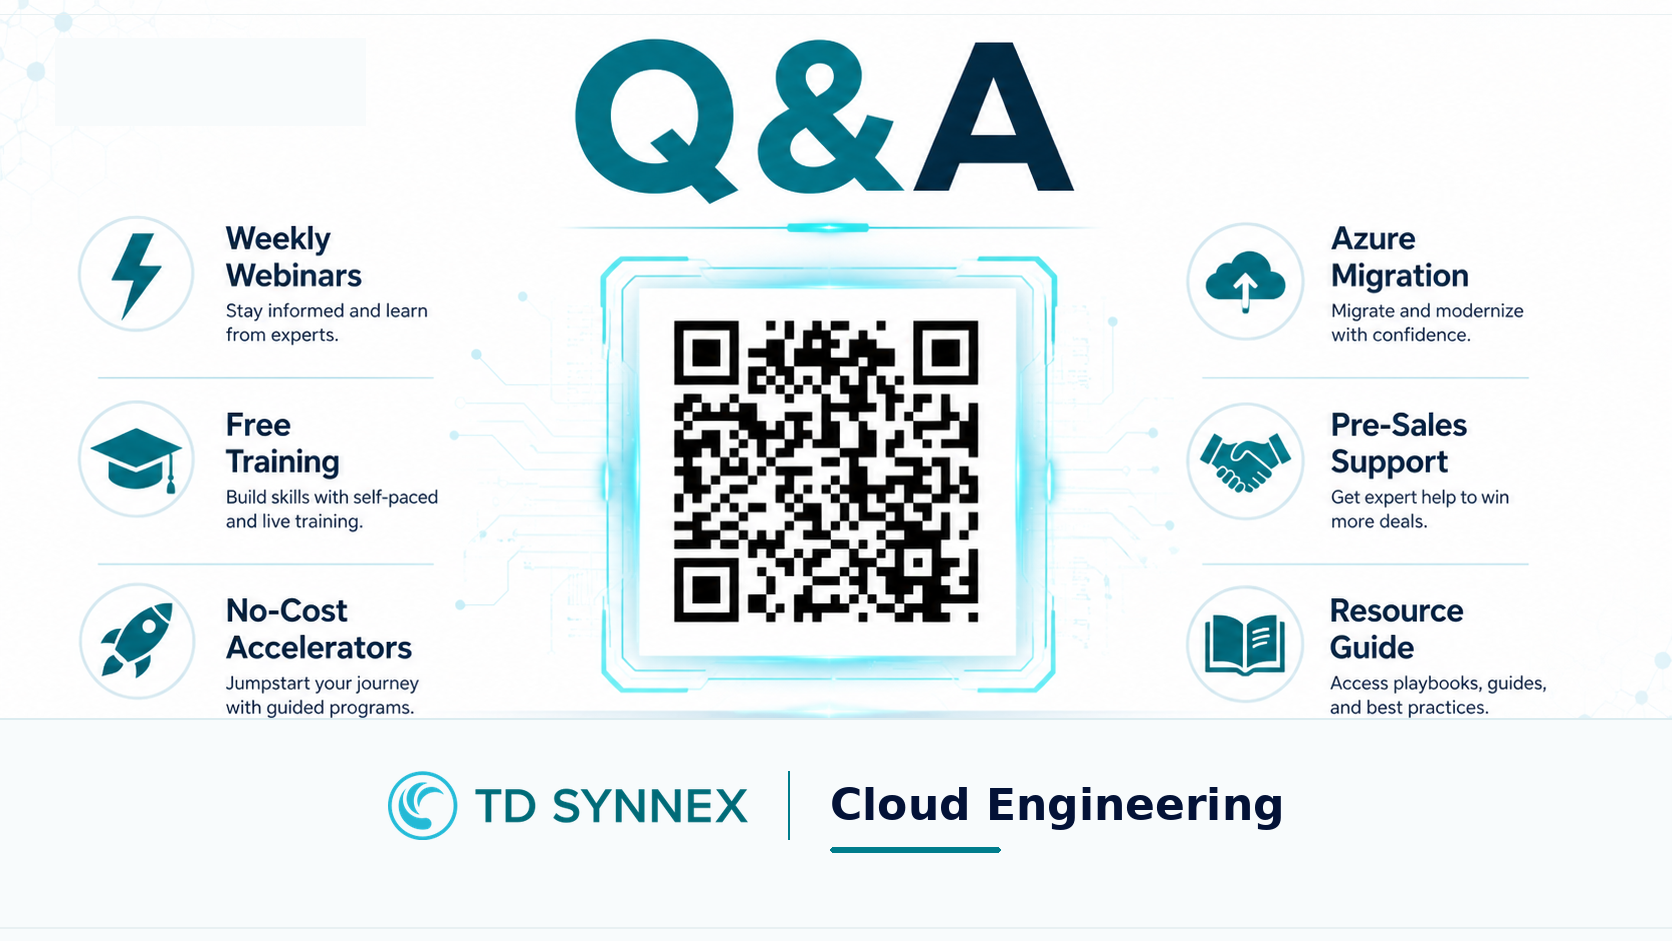 Q&A
Weekly
Webinars
Stay informed and learn
from experts.
Free
Training
Build skills with self-paced
and live training.
No-Cost
Accelerators
Jumpstart your journey
with guided programs.
Azure
Migration
Migrate and modernize
with confidence.
Pre-Sales
Support
Get expert help to win
more deals.
Resource
Guide
Access playbooks, guides,
and best practices.
TD SYNNEX
Cloud Engineering